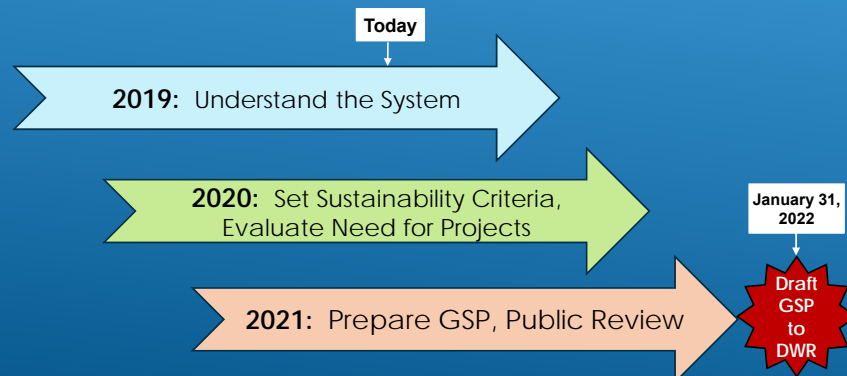 Today
2019: Understand the System
2020: Set Sustainability Criteria,
Evaluate Need for Projects
January 31,
2022
2021: Prepare GSP, Public Review
Draft
GSP
to
DWR